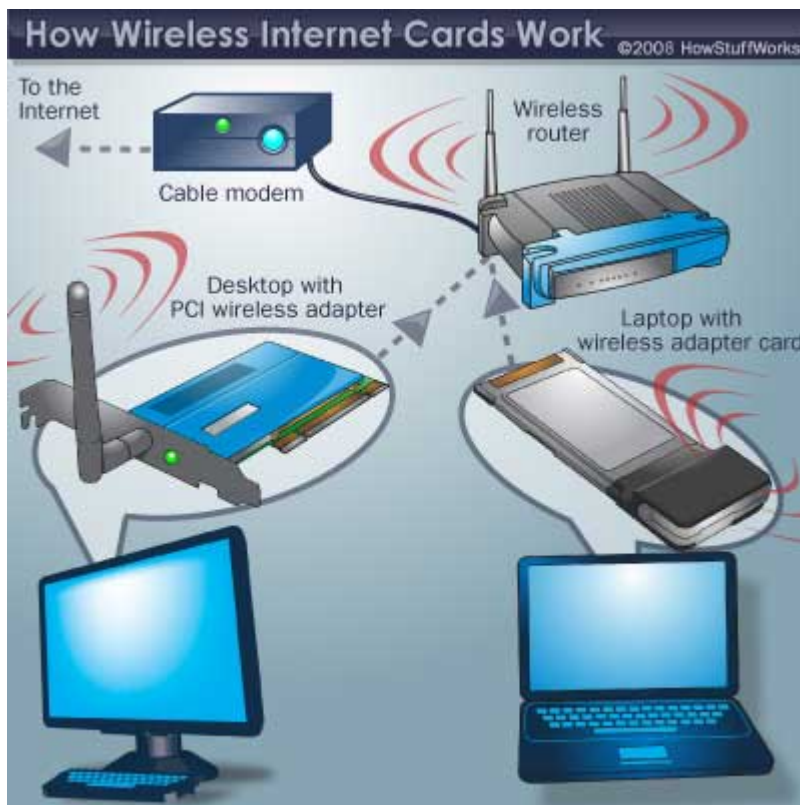 How Wireless Internet Cards Work
©2008 HowStuffWorks
To the
Internet
Cable modem
Wireless
router
Desktop with
PCI wireless adapter
Laptop with
wireless adapter card